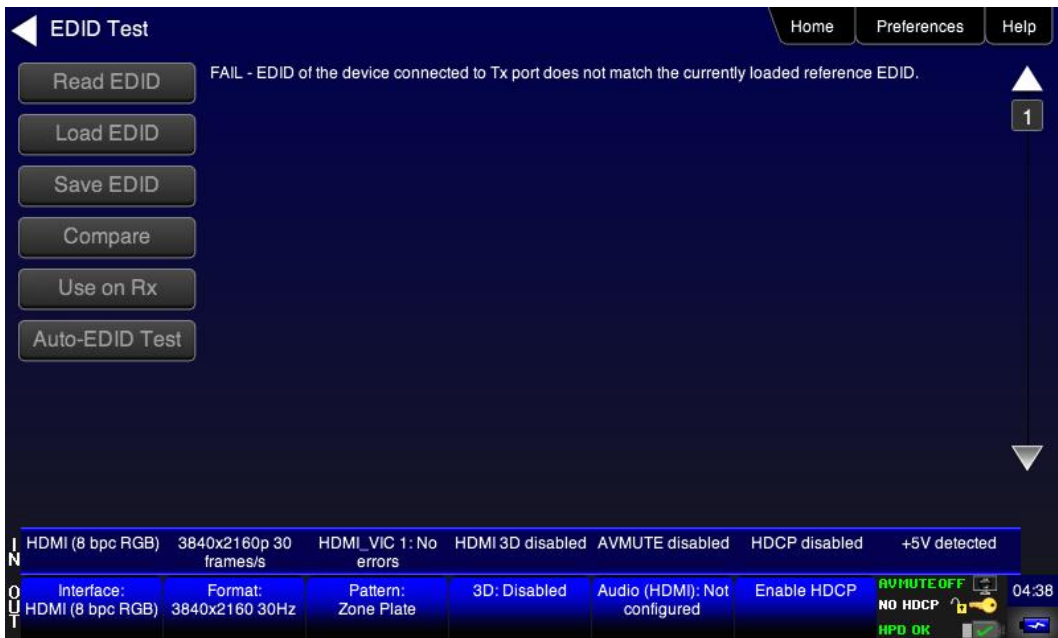 EDID Test
Home
Preferences
Help
Read EDID
FAIL - EDID of the device connected to Tx port does not match the currently loaded reference EDID.
1
Load EDID
Save EDID
Compare
Use on Rx
Auto-EDID Test
IN
HDMI (8 bpc RGB)
3840x2160p 30
frames/s
HDMI_VIC 1: No
errors
HDMI 3D disabled
AVMUTE disabled
HDCP disabled
+5V detected
OUT
Interface:
HDMI (8 bpc RGB)
Format:
3840x2160 30Hz
Pattern:
Zone Plate
3D: Disabled
Audio (HDMI): Not
configured
Enable HDCP
AVMUTE OFF
NO HDCP
HPD OK
04:38